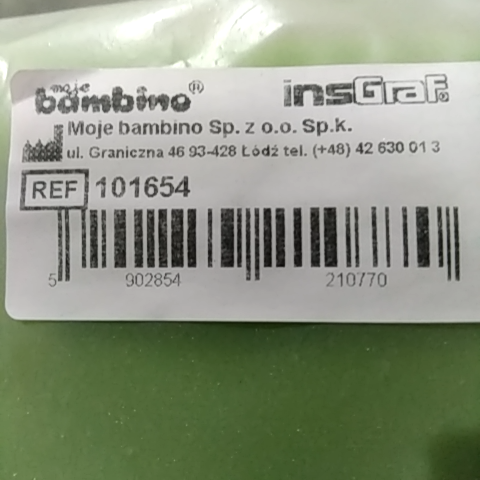 moje bambino® insGraf®
Moje bambino Sp. z o.o. Sp.k.
ul. Graniczna 46 93-428 Łódź tel. (+48) 42 630 01 3
REF 101654
5 902854 210770